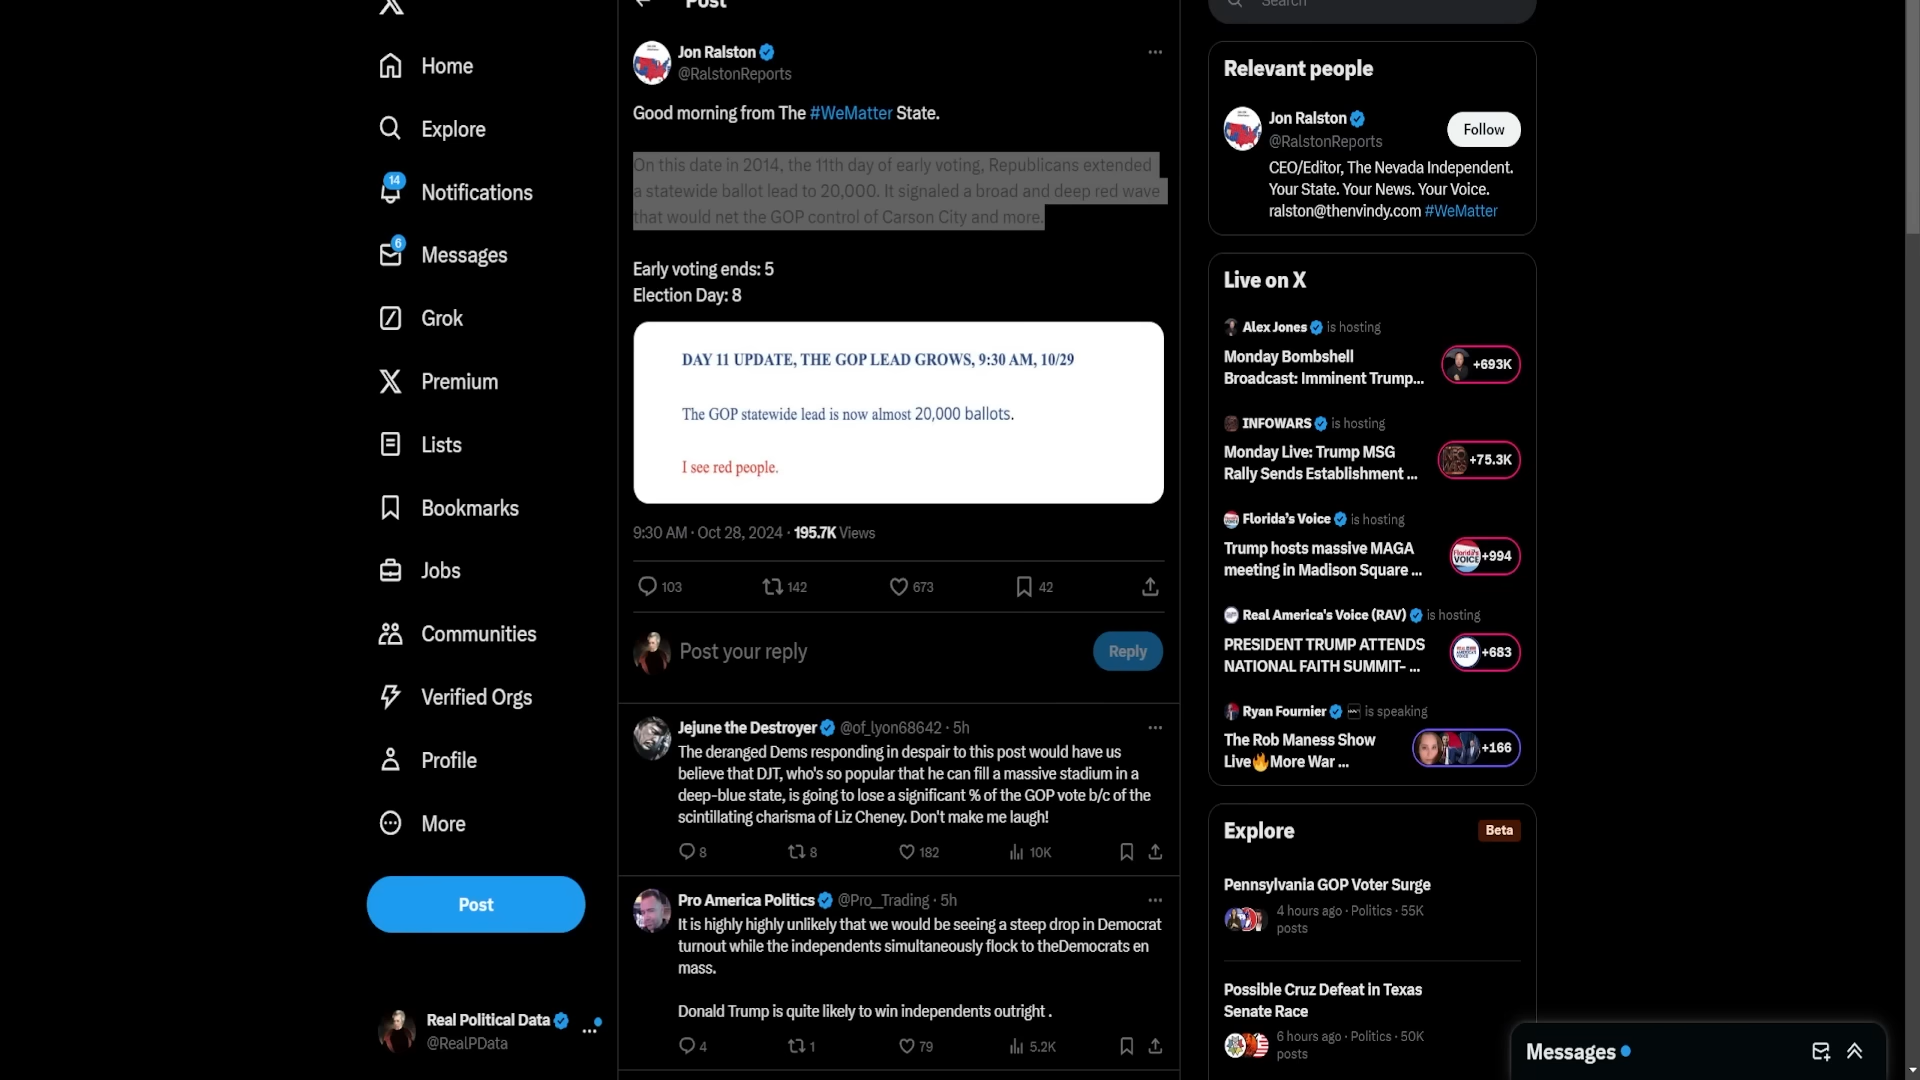 Home
Explore
14
Notifications
6
Messages
Grok
Premium
Lists
Bookmarks
Jobs
Communities
Verified Orgs
Profile
More
Post
Real Political Data
@RealPData
Post
Jon Ralston
@RalstonReports
Good morning from The #WeMatter State.
On this date in 2014, the 11th day of early voting, Republicans extended
a statewide ballot lead to 20,000. It signaled a broad and deep red wave
that would net the GOP control of Carson City and more.
Early voting ends: 5
Election Day: 8
DAY 11 UPDATE, THE GOP LEAD GROWS, 9:30 AM, 10/29
The GOP statewide lead is now almost 20,000 ballots.
I see red people.
9:30 AM · Oct 28, 2024 · 195.7K Views
103 142 673 42
Post your reply
Reply
Jejune the Destroyer @of_lyon68642 · 5h
The deranged Dems responding in despair to this post would have us
believe that DJT, who's so popular that he can fill a massive stadium in a
deep-blue state, is going to lose a significant % of the GOP vote b/c of the
scintillating charisma of Liz Cheney. Don't make me laugh!
8 8 182 10K
Pro America Politics @Pro__Trading · 5h
It is highly highly unlikely that we would be seeing a steep drop in Democrat
turnout while the independents simultaneously flock to theDemocrats en
mass.
Donald Trump is quite likely to win independents outright .
4 1 79 5.2K
Search
Relevant people
Jon Ralston
@RalstonReports
Follow
CEO/Editor, The Nevada Independent.
Your State. Your News. Your Voice.
ralston@thenvindy.com #WeMatter
Live on X
Alex Jones is hosting
Monday Bombshell
Broadcast: Imminent Trump...
+693K
INFOWARS is hosting
Monday Live: Trump MSG
Rally Sends Establishment ...
+75.3K
Florida's Voice is hosting
Trump hosts massive MAGA
meeting in Madison Square ...
+994
Real America's Voice (RAV) is hosting
PRESIDENT TRUMP ATTENDS
NATIONAL FAITH SUMMIT- ...
+683
Ryan Fournier is speaking
The Rob Maness Show
Live🔥More War ...
+166
Explore
Beta
Pennsylvania GOP Voter Surge
4 hours ago · Politics · 55K
posts
Possible Cruz Defeat in Texas
Senate Race
6 hours ago · Politics · 50K
posts
Messages